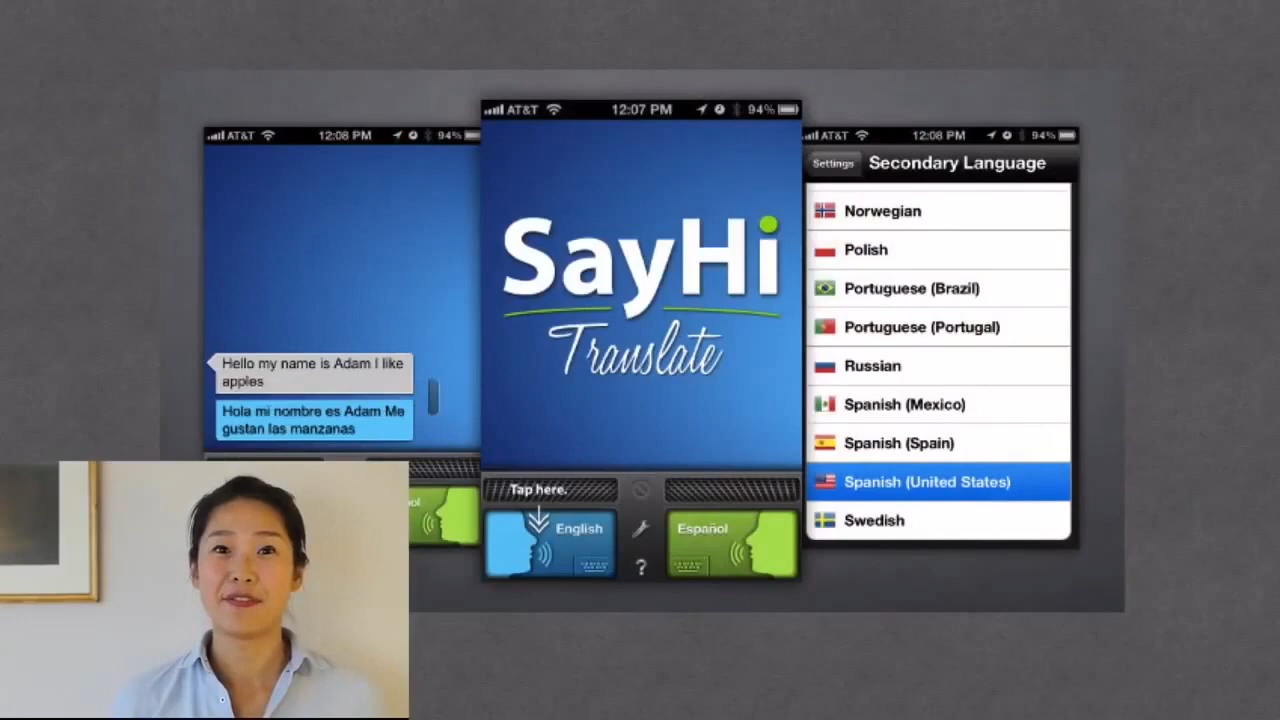 AT&T 12:08 PM 94%
Hello my name is Adam I like
apples
Hola mi nombre es Adam Me
gustan las manzanas
AT&T 12:07 PM 94%
SayHi
Translate
Tap here.
English
Español
?
AT&T 12:08 PM 94%
Settings Secondary Language
Norwegian
Polish
Portuguese (Brazil)
Portuguese (Portugal)
Russian
Spanish (Mexico)
Spanish (Spain)
Spanish (United States)
Swedish